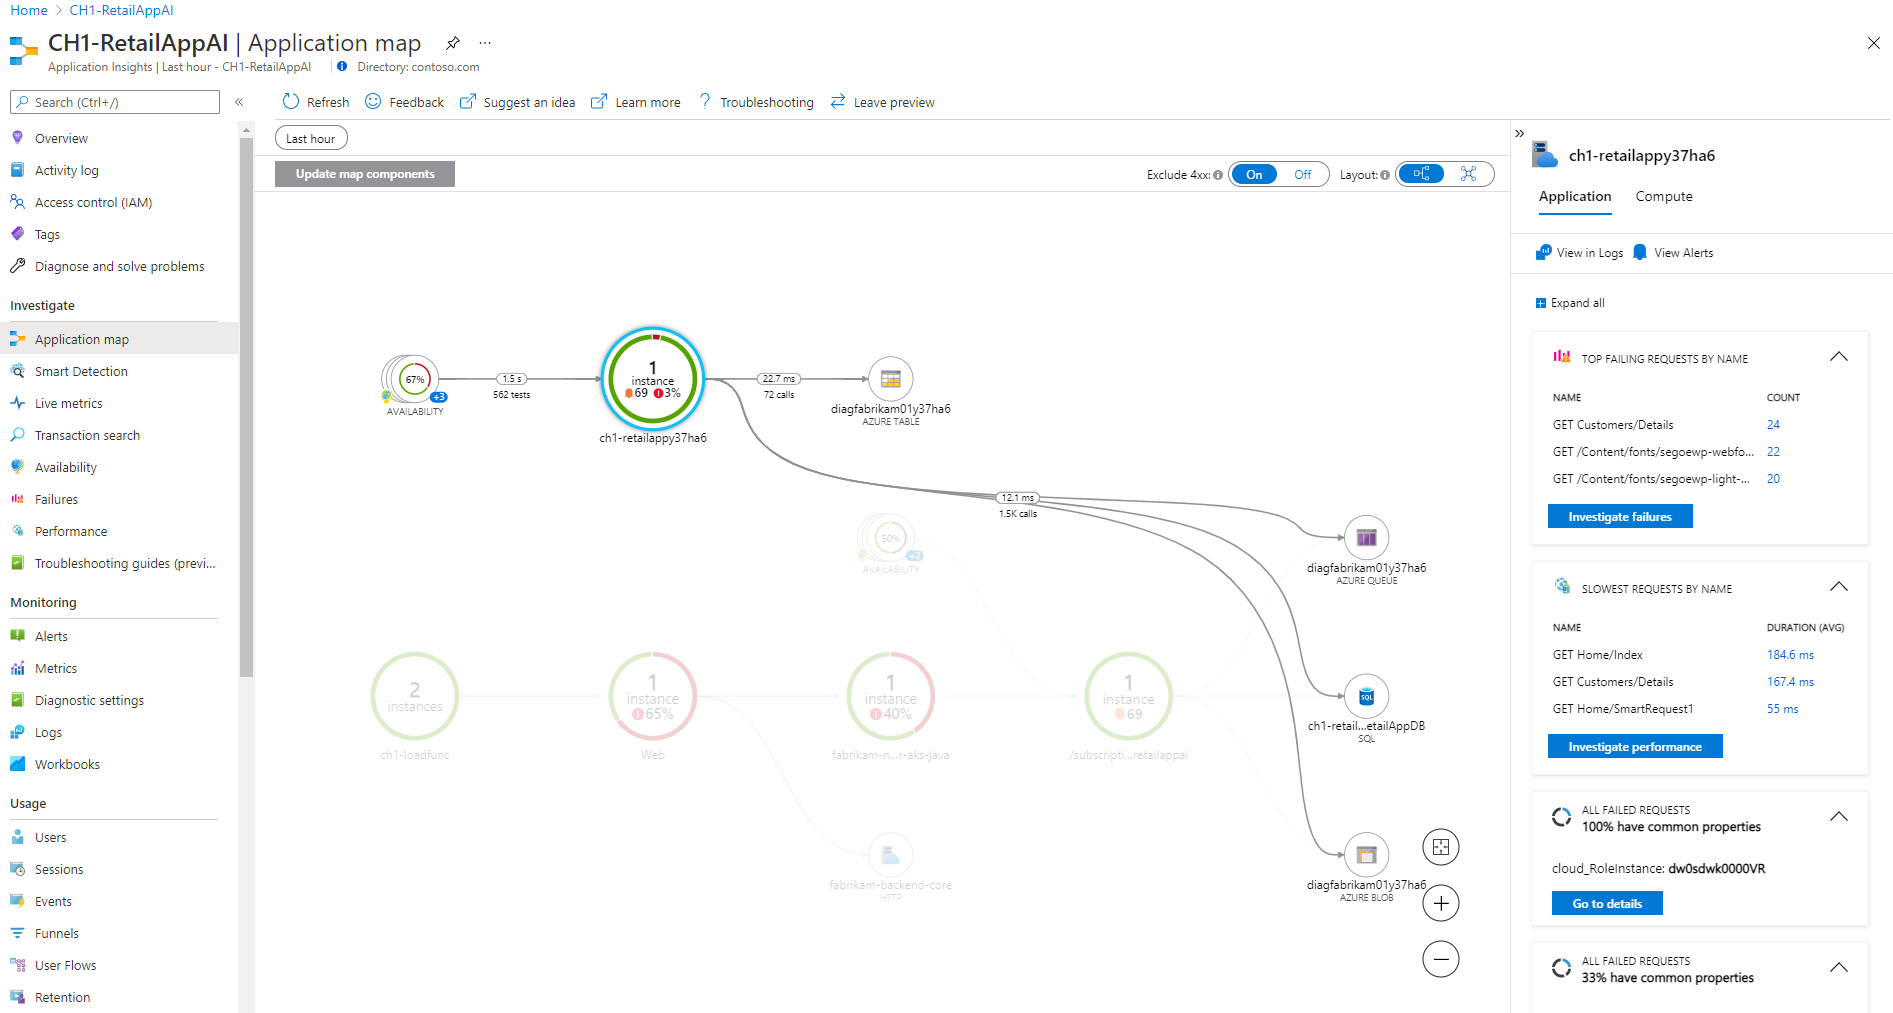 Home > CH1-RetailAppAI
CH1-RetailAppAI | Application map ...
Application Insights | Last hour - CH1-RetailAppAI Directory: contoso.com
Search (Ctrl+/) «
Refresh Feedback Suggest an idea Learn more ? Troubleshooting Leave preview
Overview
Activity log
Access control (IAM)
Tags
Diagnose and solve problems
Investigate
Application map
Smart Detection
Live metrics
Transaction search
Availability
Failures
Performance
Troubleshooting guides (previ...
Monitoring
Alerts
Metrics
Diagnostic settings
Logs
Workbooks
Usage
Users
Sessions
Events
Funnels
User Flows
Retention
Last hour
Update map components
Exclude 4xx: On Off Layout:
67%
+3
AVAILABILITY
1.5 s
562 tests
1
instance
69 3%
ch1-retailappy37ha6
22.7 ms
72 calls
diagfabrikam01y37ha6
AZURE TABLE
12.1 ms
1.5K calls
50%
+2
AVAILABILITY
diagfabrikam01y37ha6
AZURE QUEUE
2
instances
ch1-loadfunc
1
instance
65%
Web
1
instance
40%
fabrikam-n...r-aks-java
1
instance
69
/subscripti...retailappai
SQL
ch1-retail...etailAppDB
SQL
fabrikam-backend-core
HTTP
diagfabrikam01y37ha6
AZURE BLOB
»
ch1-retailappy37ha6
Application Compute
View in Logs View Alerts
Expand all
TOP FAILING REQUESTS BY NAME
NAME COUNT
GET Customers/Details 24
GET /Content/fonts/segoewp-webfo... 22
GET /Content/fonts/segoewp-light-... 20
Investigate failures
SLOWEST REQUESTS BY NAME
NAME DURATION (AVG)
GET Home/Index 184.6 ms
GET Customers/Details 167.4 ms
GET Home/SmartRequest1 55 ms
Investigate performance
ALL FAILED REQUESTS
100% have common properties
cloud_RoleInstance: dw0sdwk0000VR
Go to details
ALL FAILED REQUESTS
33% have common properties